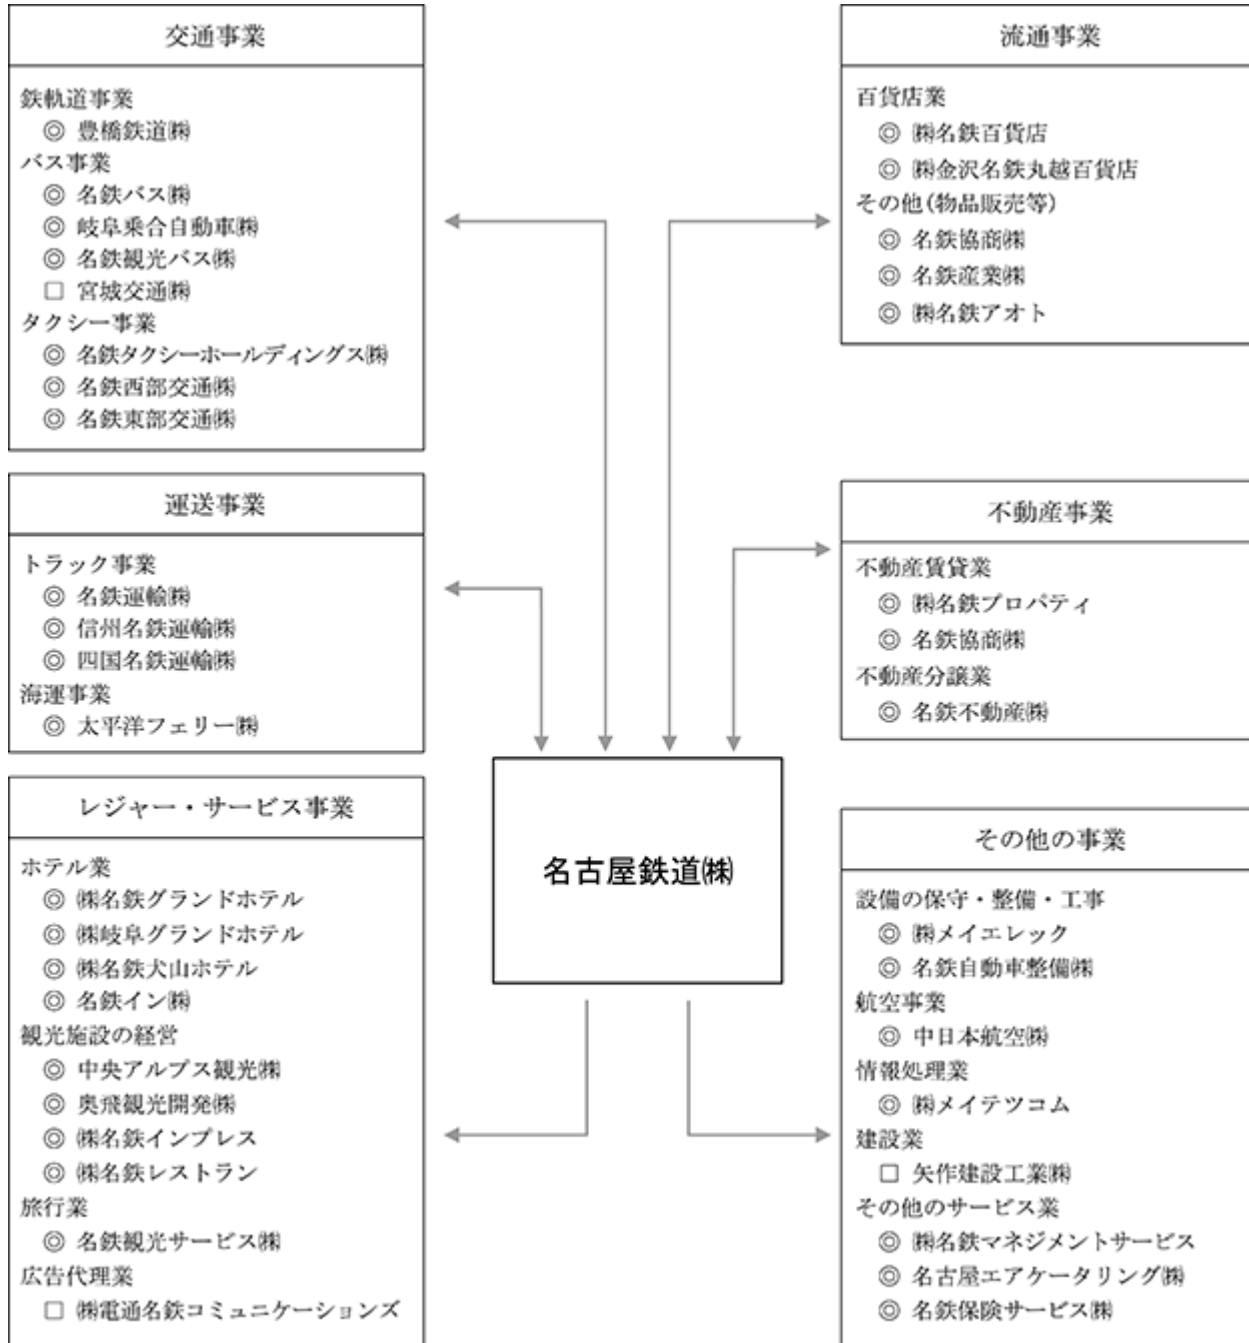 交通事業
鉄軌道事業
◎ 豊橋鉄道㈱
バス事業
◎ 名鉄バス㈱
◎ 岐阜乗合自動車㈱
◎ 名鉄観光バス㈱
□ 宮城交通㈱
タクシー事業
◎ 名鉄タクシーホールディングス㈱
◎ 名鉄西部交通㈱
◎ 名鉄東部交通㈱
運送事業
トラック事業
◎ 名鉄運輸㈱
◎ 信州名鉄運輸㈱
◎ 四国名鉄運輸㈱
海運事業
◎ 太平洋フェリー㈱
レジャー・サービス事業
ホテル業
◎ ㈱名鉄グランドホテル
◎ ㈱岐阜グランドホテル
◎ ㈱名鉄犬山ホテル
◎ 名鉄イン㈱
観光施設の経営
◎ 中央アルプス観光㈱
◎ 奥飛観光開発㈱
◎ ㈱名鉄インプレス
◎ ㈱名鉄レストラン
旅行業
◎ 名鉄観光サービス㈱
広告代理業
□ ㈱電通名鉄コミュニケーションズ
名古屋鉄道㈱
流通事業
百貨店業
◎ ㈱名鉄百貨店
◎ ㈱金沢名鉄丸越百貨店
その他(物品販売等)
◎ 名鉄協商㈱
◎ 名鉄産業㈱
◎ ㈱名鉄アオト
不動産事業
不動産賃貸業
◎ ㈱名鉄プロパティ
◎ 名鉄協商㈱
不動産分譲業
◎ 名鉄不動産㈱
その他の事業
設備の保守・整備・工事
◎ ㈱メイエレック
◎ 名鉄自動車整備㈱
航空事業
◎ 中日本航空㈱
情報処理業
◎ ㈱メイテツコム
建設業
□ 矢作建設工業㈱
その他のサービス業
◎ ㈱名鉄マネジメントサービス
◎ 名古屋エアケータリング㈱
◎ 名鉄保険サービス㈱